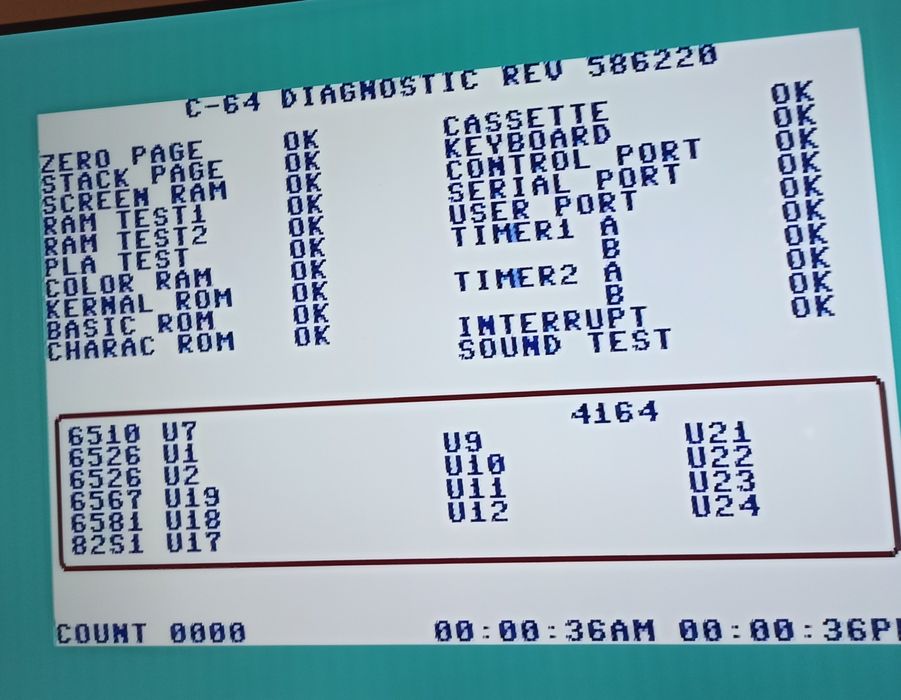 C-64 DIAGNOSTIC REV 586220
ZERO PAGE OK CASSETTE OK
STACK PAGE OK KEYBOARD OK
SCREEN RAM OK CONTROL PORT OK
RAM TEST1 OK SERIAL PORT OK
RAM TEST2 OK USER PORT OK
PLA TEST OK TIMER1 A OK
COLOR RAM OK B OK
KERNAL ROM OK TIMER2 A OK
BASIC ROM OK B OK
CHARAC ROM OK INTERRUPT OK
SOUND TEST
4164
6510 U7 U9 U21
6526 U1 U10 U22
6526 U2 U11 U23
6567 U19 U12 U24
6581 U18
82S1 U17
COUNT 0000 00:00:36AM 00:00:36P